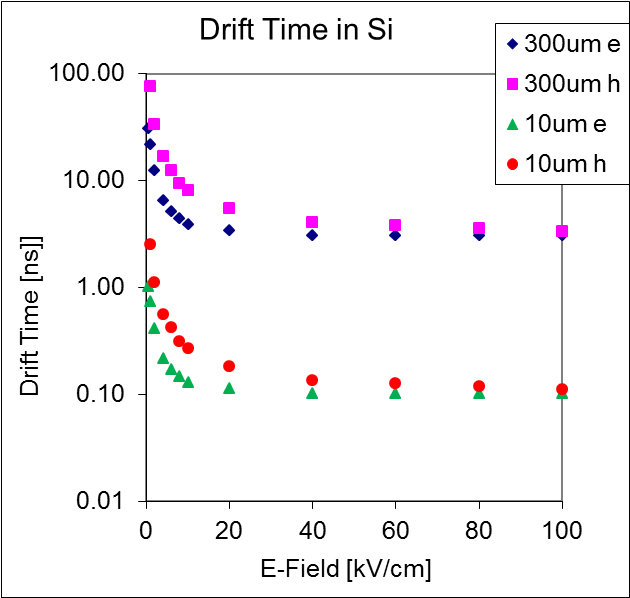 Drift Time in Si
300um e
300um h
10um e
10um h
100.00
10.00
1.00
0.10
0.01
Drift Time [ns]]
0 20 40 60 80 100
E-Field [kV/cm]